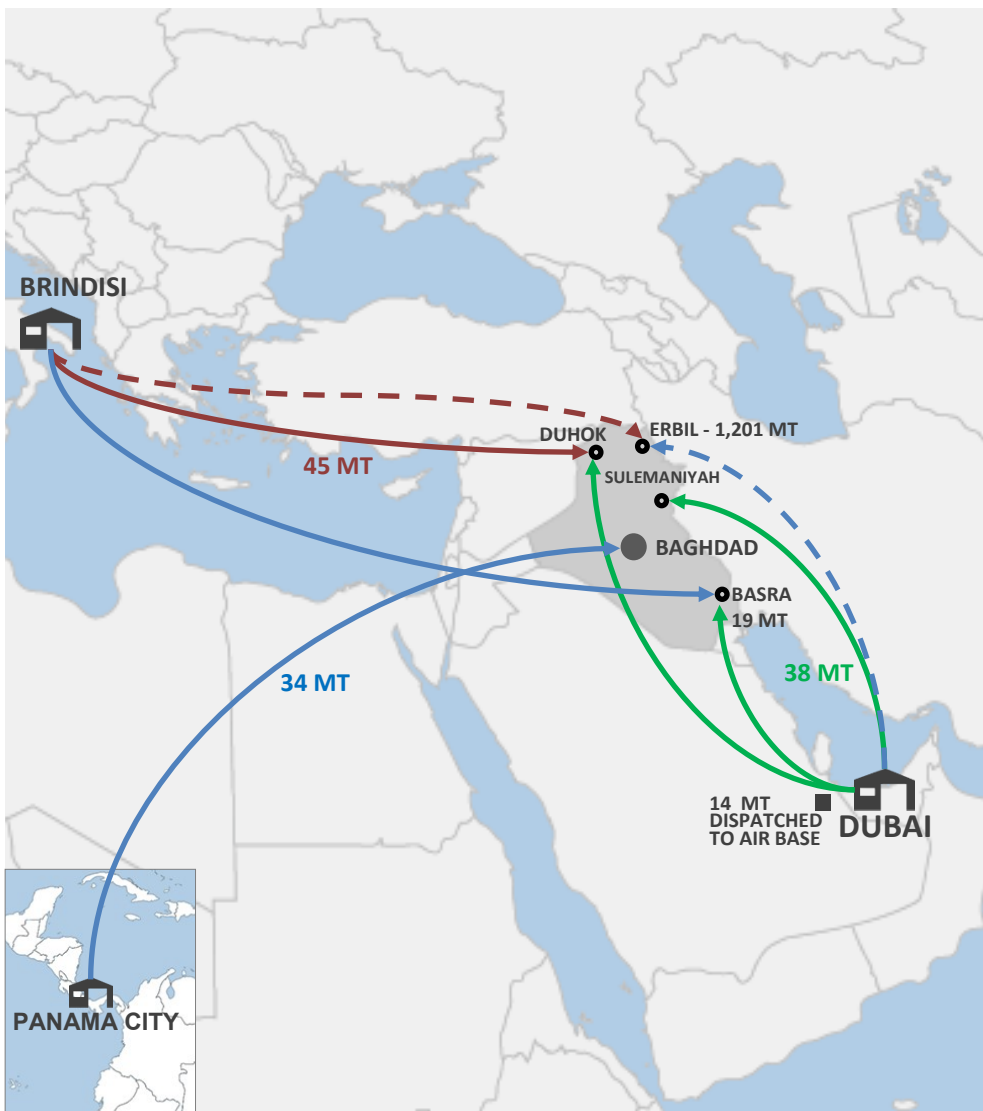 BRINDISI
DUHOK
ERBIL - 1,201 MT
45 MT
SULEMANIYAH
BAGHDAD
BASRA
19 MT
34 MT
38 MT
14 MT
DISPATCHED
TO AIR BASE
DUBAI
PANAMA CITY